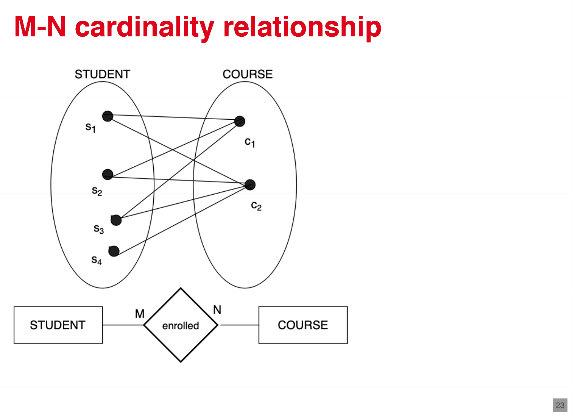 M-N cardinality relationship
STUDENT COURSE
s1
c1
s2
c2
s3
s4
M N
STUDENT enrolled COURSE
23